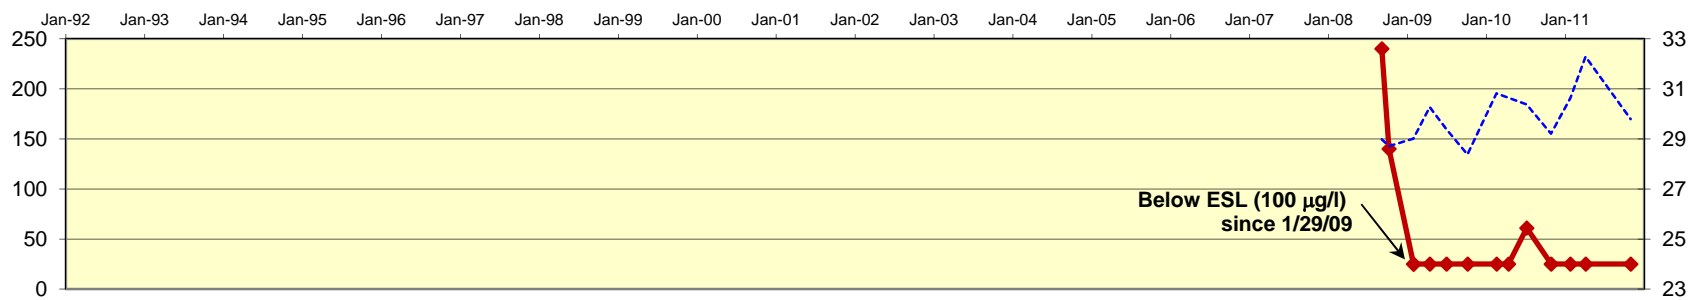 Jan-92 Jan-93 Jan-94 Jan-95 Jan-96 Jan-97 Jan-98 Jan-99 Jan-00 Jan-01 Jan-02 Jan-03 Jan-04 Jan-05 Jan-06 Jan-07 Jan-08 Jan-09 Jan-10 Jan-11
250 33
200 31
150 29
100 27
Below ESL (100 µg/l)
since 1/29/09
50 25
0 23